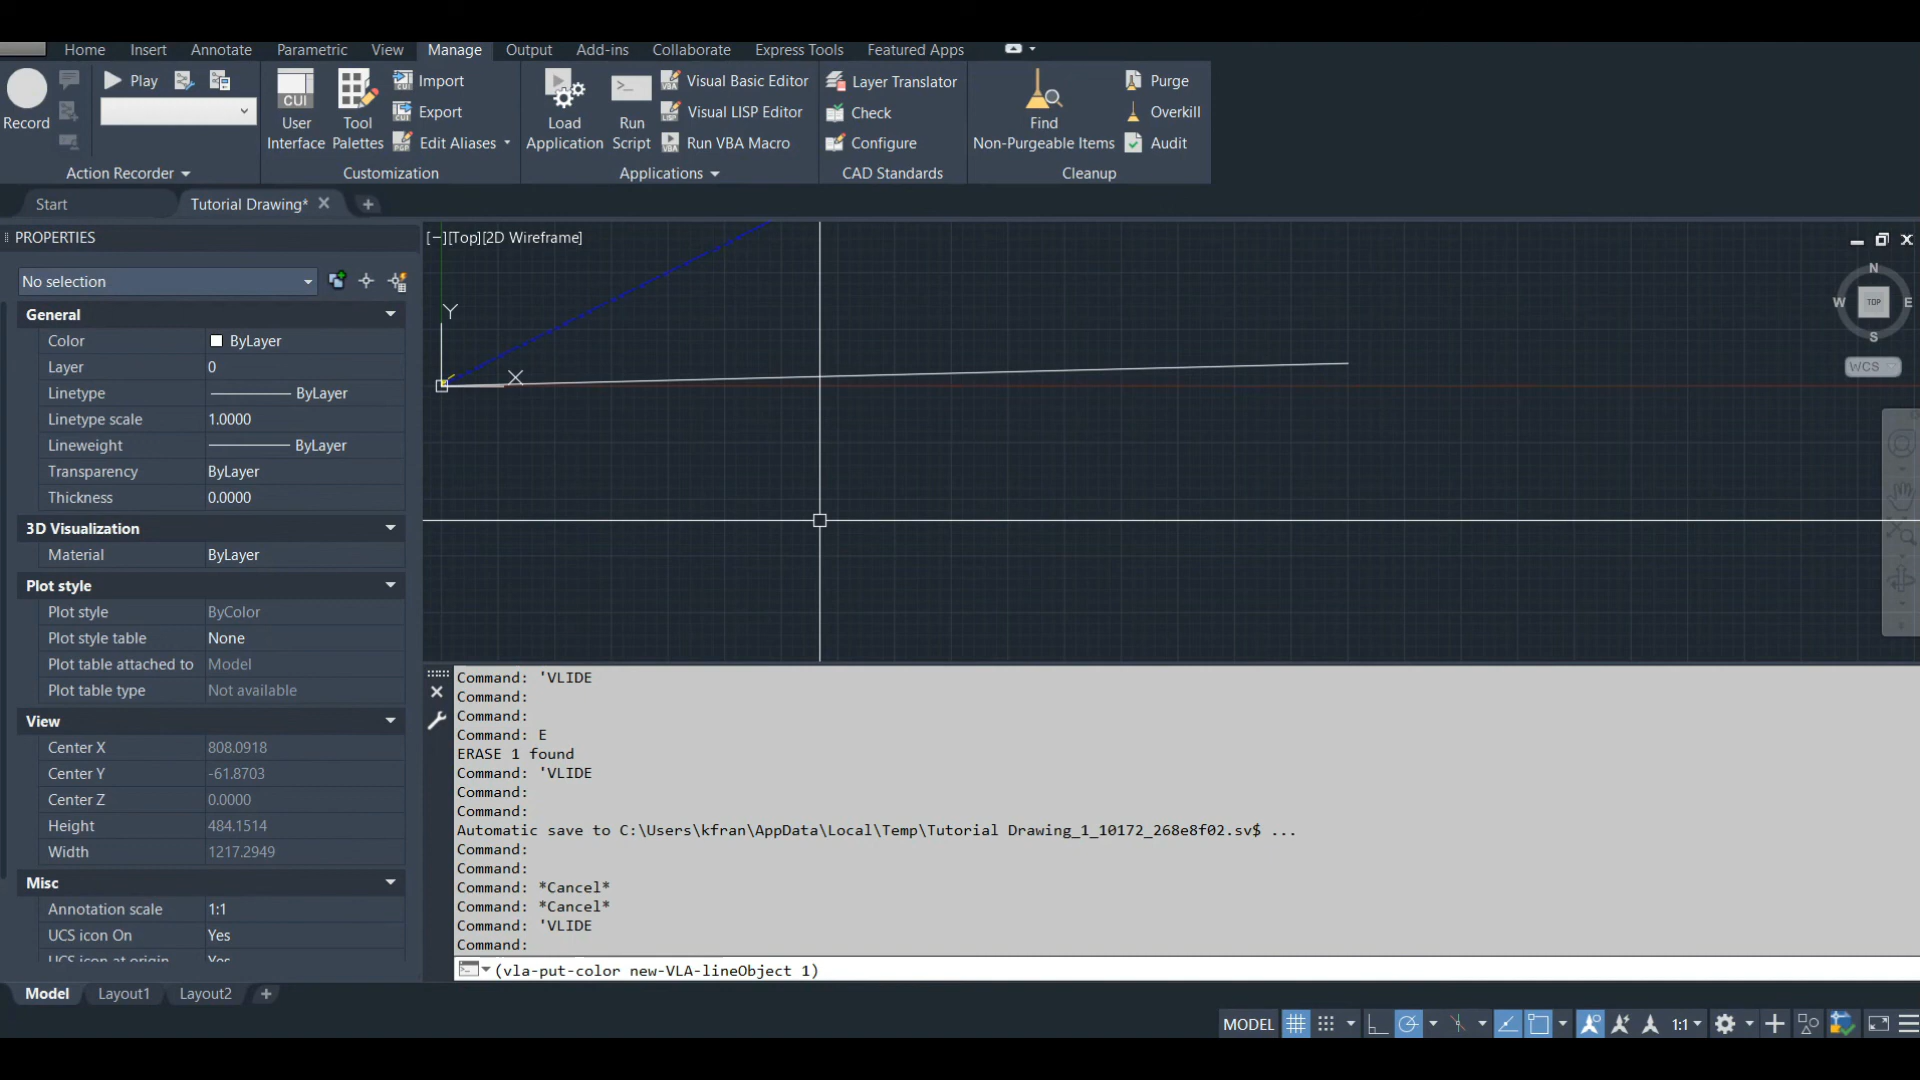 Home Insert Annotate Parametric View Manage Output Add-ins Collaborate Express Tools Featured Apps
Record
Play
CUI
User
Interface
Tool
Palettes
Import
Export
Edit Aliases
Load
Application
Run
Script
Visual Basic Editor
Visual LISP Editor
Run VBA Macro
Layer Translator
Check
Configure
Find
Non-Purgeable Items
Purge
Overkill
Audit
Action Recorder
Customization
Applications
CAD Standards
Cleanup
Start
Tutorial Drawing*
PROPERTIES
No selection
General
Color ByLayer
Layer 0
Linetype ByLayer
Linetype scale 1.0000
Lineweight ByLayer
Transparency ByLayer
Thickness 0.0000
3D Visualization
Material ByLayer
Plot style
Plot style ByColor
Plot style table None
Plot table attached to Model
Plot table type Not available
View
Center X 808.0918
Center Y -61.8703
Center Z 0.0000
Height 484.1514
Width 1217.2949
Misc
Annotation scale 1:1
UCS icon On Yes
UCS icon at origin Yes
[−][Top][2D Wireframe]
Y
X
N
W TOP E
S
WCS
Command: 'VLIDE
Command:
Command:
Command: E
ERASE 1 found
Command: 'VLIDE
Command:
Command:
Automatic save to C:\Users\kfran\AppData\Local\Temp\Tutorial Drawing_1_10172_268e8f02.sv$ ...
Command:
Command:
Command: *Cancel*
Command: *Cancel*
Command: 'VLIDE
Command:
(vla-put-color new-VLA-lineObject 1)
Model Layout1 Layout2
MODEL
1:1